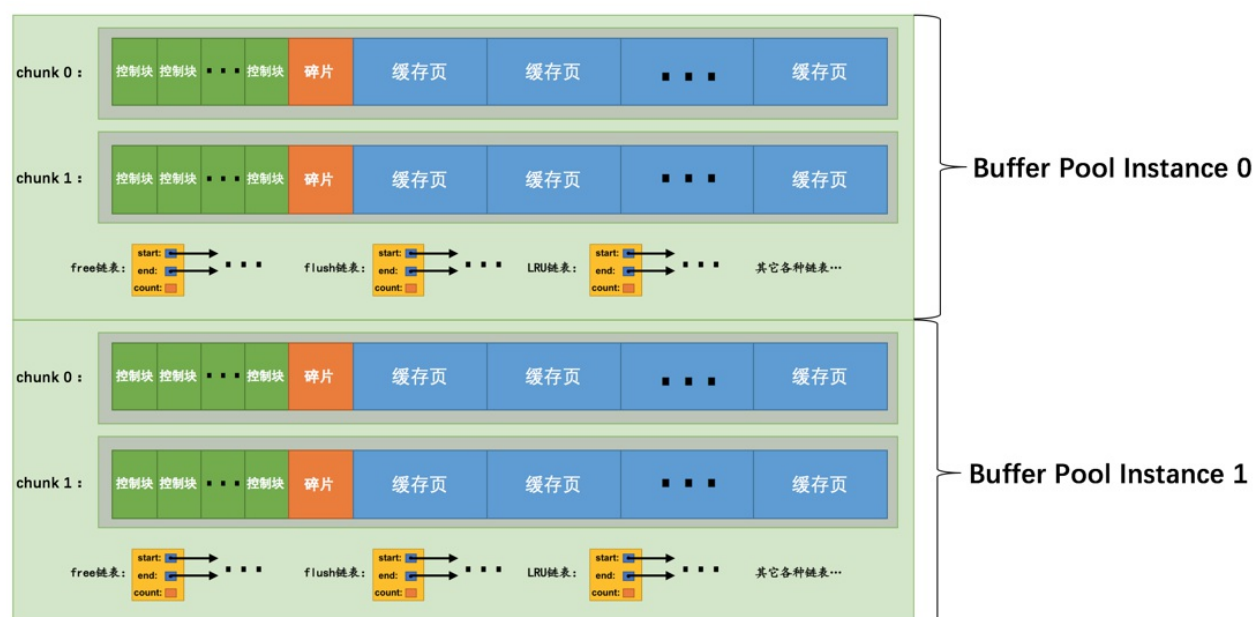 chunk 0：
控制块 控制块 ··· 控制块 碎片 缓存页 缓存页 ··· 缓存页
chunk 1：
控制块 控制块 ··· 控制块 碎片 缓存页 缓存页 ··· 缓存页
Buffer Pool Instance 0
free链表：
start:
end:
count:
···
flush链表：
start:
end:
count:
···
LRU链表：
start:
end:
count:
···
其它各种链表…
chunk 0：
控制块 控制块 ··· 控制块 碎片 缓存页 缓存页 ··· 缓存页
chunk 1：
控制块 控制块 ··· 控制块 碎片 缓存页 缓存页 ··· 缓存页
Buffer Pool Instance 1
free链表：
start:
end:
count:
···
flush链表：
start:
end:
count:
···
LRU链表：
start:
end:
count:
···
其它各种链表…